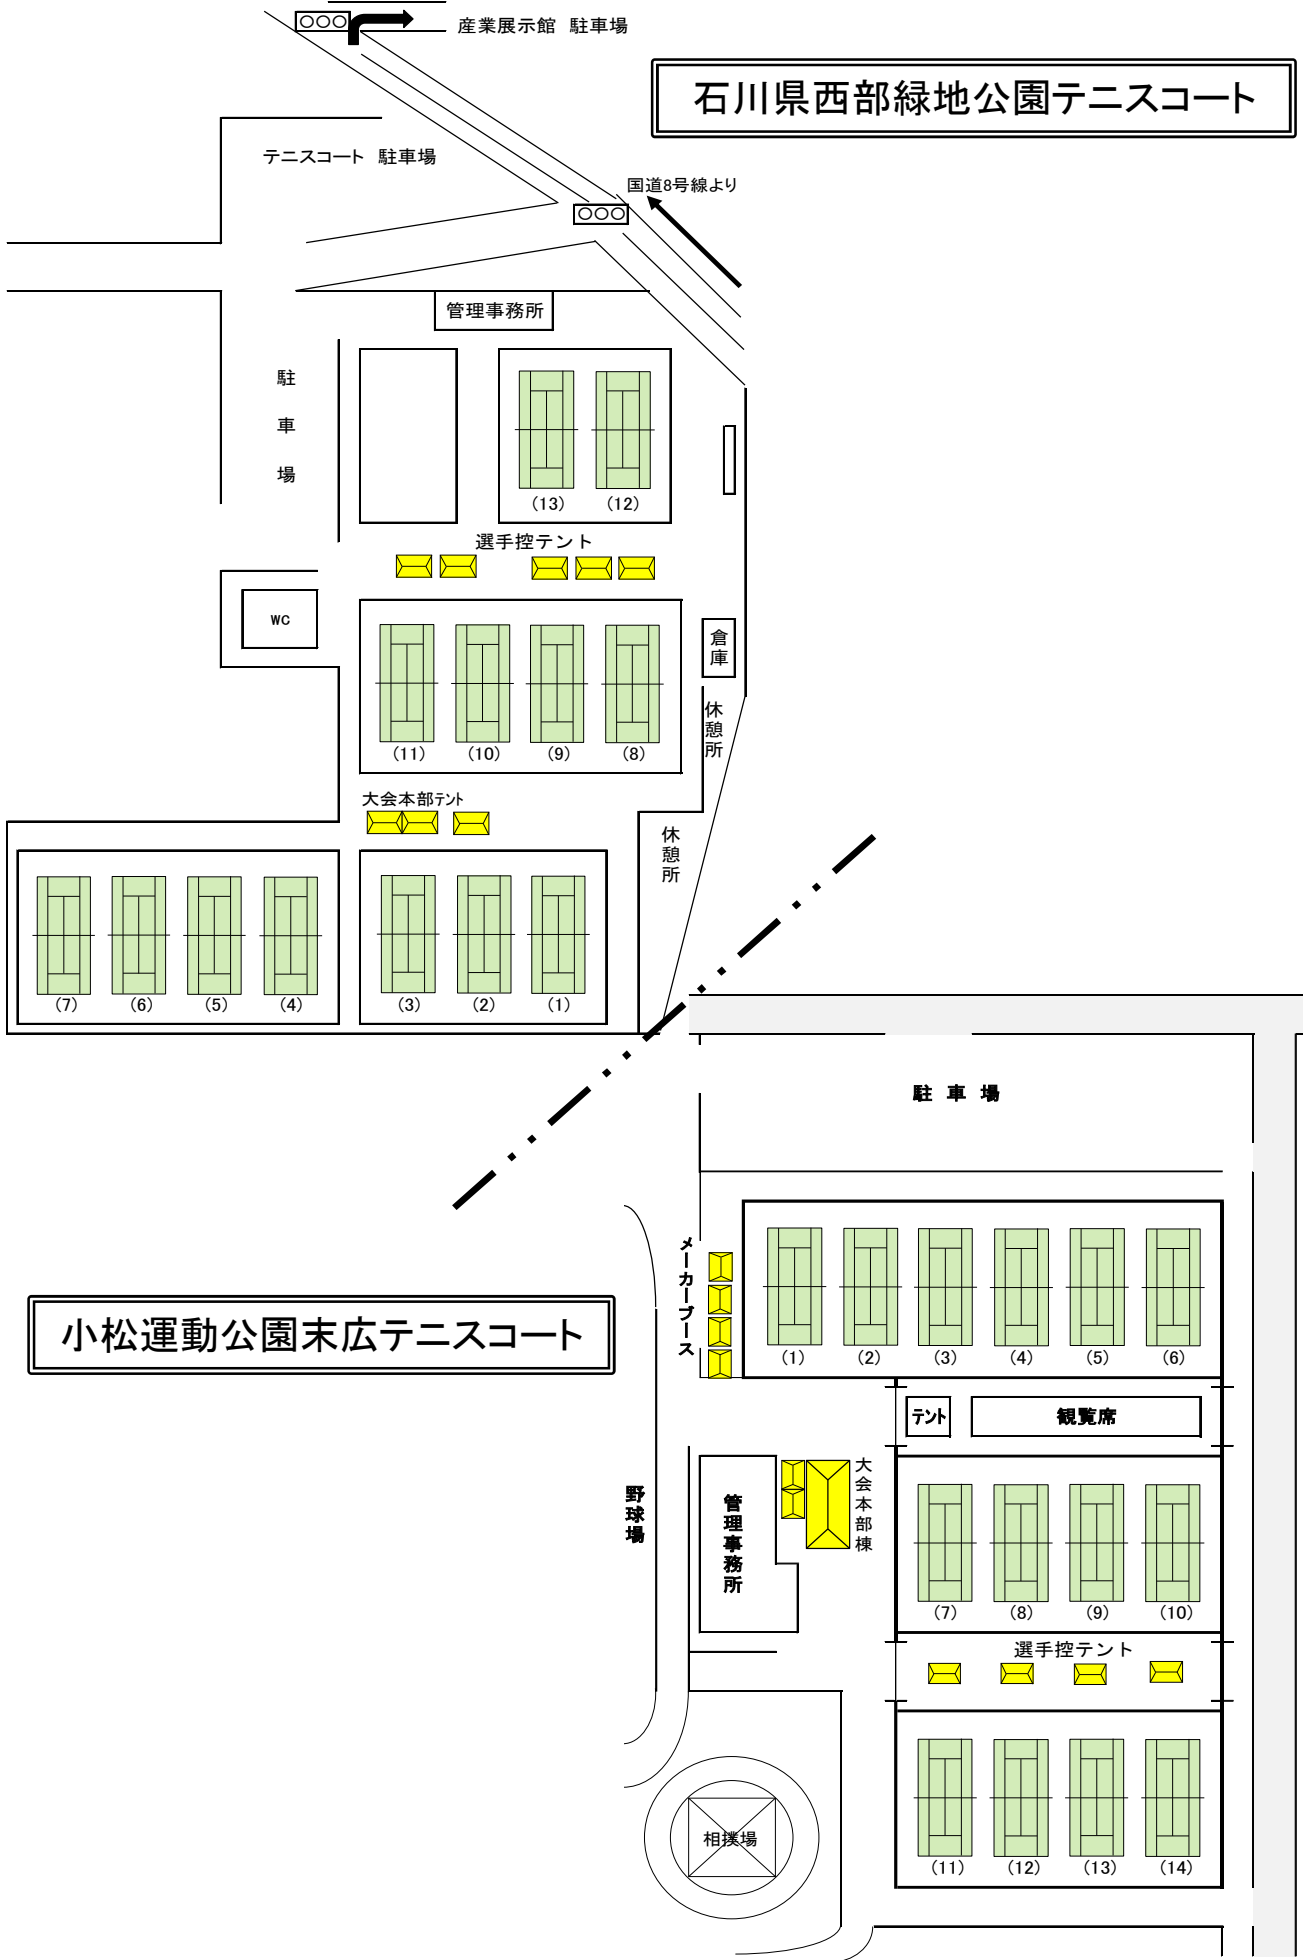 産業展示館 駐車場
石川県西部緑地公園テニスコート
テニスコート 駐車場
国道8号線より
管理事務所
駐車場
(13)
(12)
選手控テント
WC
倉庫
(11)
(10)
(9)
(8)
休憩所
大会本部テント
休憩所
(7)
(6)
(5)
(4)
(3)
(2)
(1)
駐 車 場
メーカーブース
小松運動公園末広テニスコート
(1)
(2)
(3)
(4)
(5)
(6)
テント
観覧席
野球場
管理事務所
大会本部棟
(7)
(8)
(9)
(10)
選手控テント
相撲場
(11)
(12)
(13)
(14)